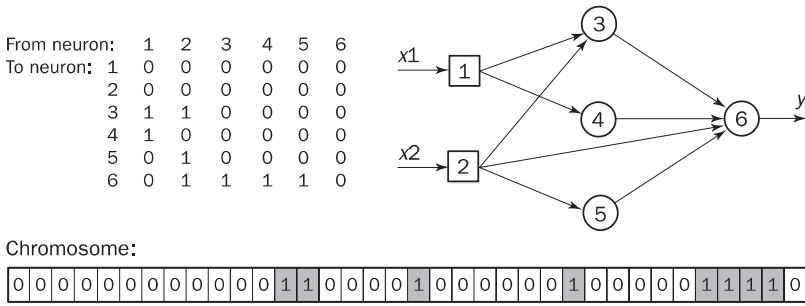 From neuron: 1 2 3 4 5 6
To neuron: 1 0 0 0 0 0 0
2 0 0 0 0 0 0
3 1 1 0 0 0 0
4 1 0 0 0 0 0
5 0 1 0 0 0 0
6 0 1 1 1 1 0
3
x1
1
4
6
y
x2
2
5
Chromosome:
0 0 0 0 0 0 0 0 0 0 0 0 1 1 0 0 0 0 1 0 0 0 0 0 0 1 0 0 0 0 0 1 1 1 1 0